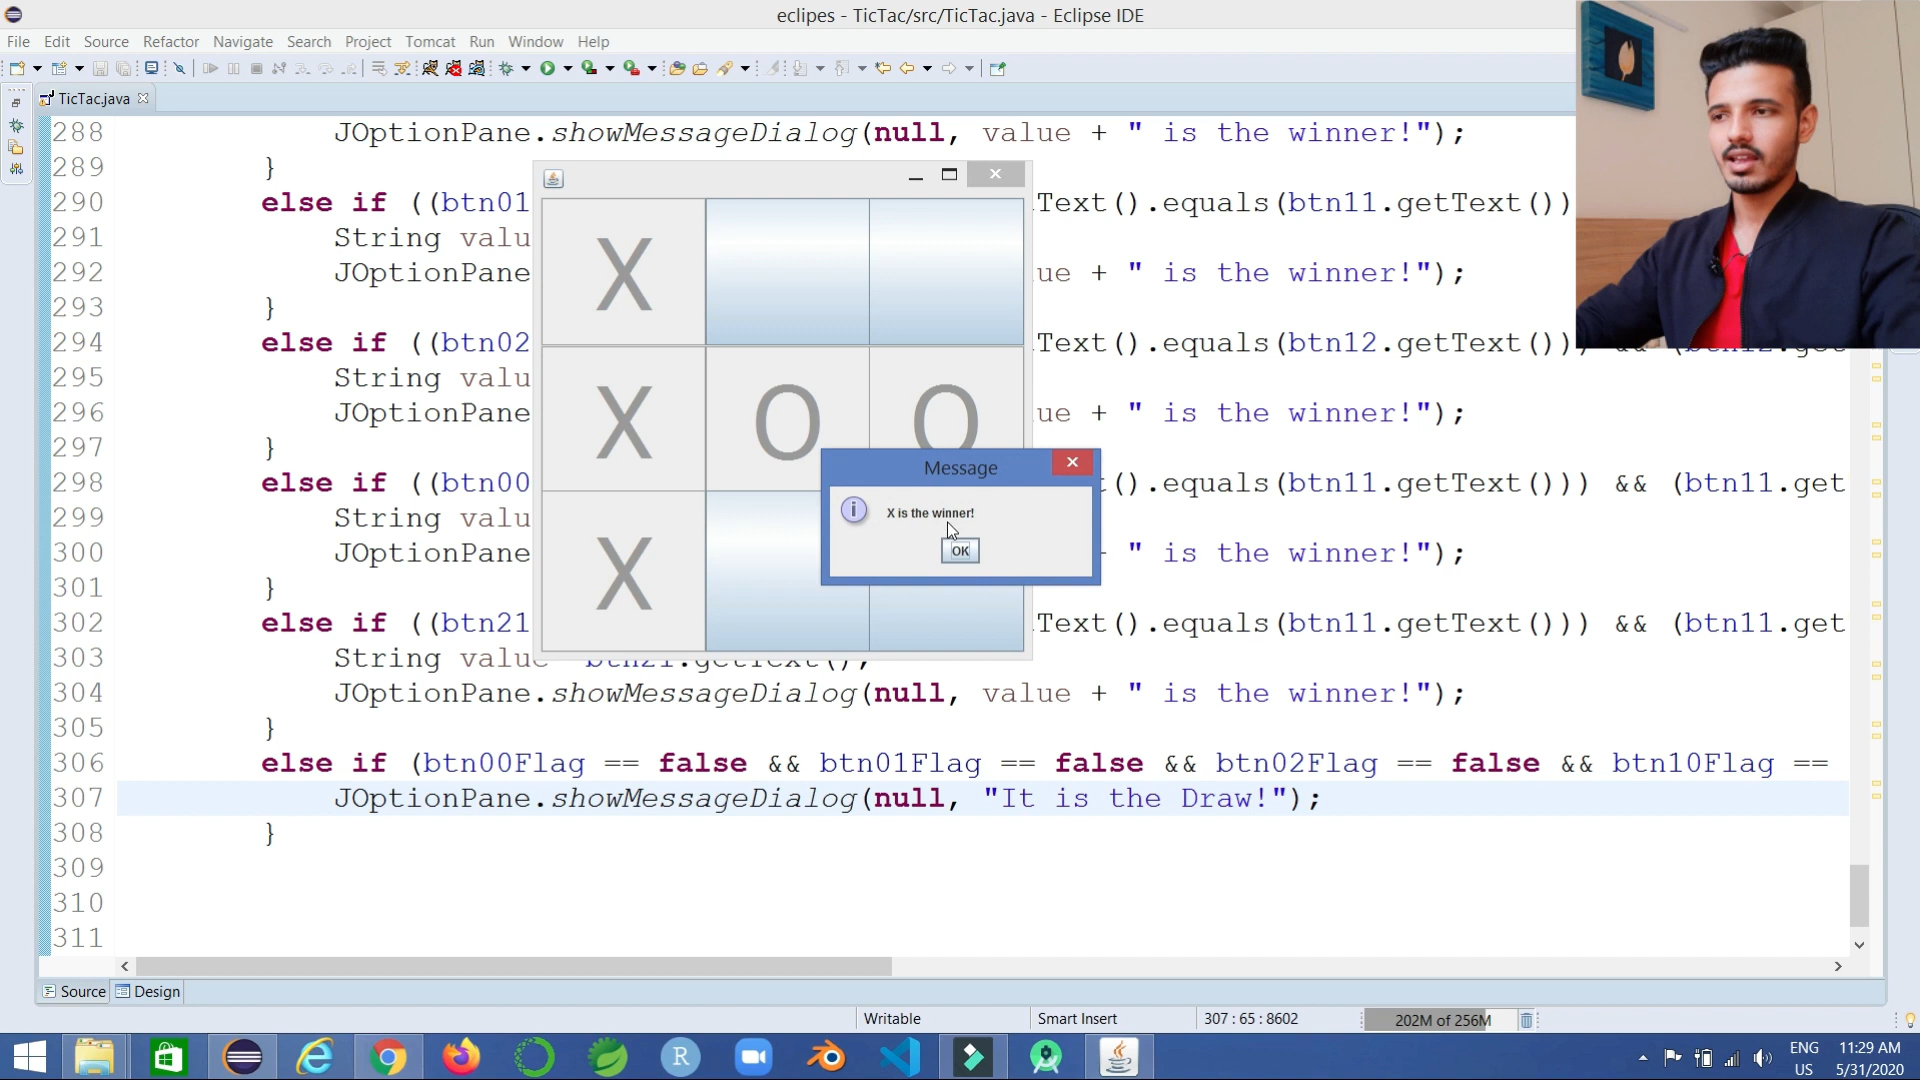 eclipes - TicTac/src/TicTac.java - Eclipse IDE
File Edit Source Refactor Navigate Search Project Tomcat Run Window Help
TicTac.java
288 JOptionPane.showMessageDialog(null, value + " is the winner!");
289 }
290 else if ((btn01 Text().equals(btn11.getText())
291 String valu
292 JOptionPane ue + " is the winner!");
293 }
294 else if ((btn02 Text().equals(btn12.getText())) && (btn12.get
295 String valu
296 JOptionPane ue + " is the winner!");
297 }
298 else if ((btn00 t().equals(btn11.getText())) && (btn11.get
299 String valu
300 JOptionPane + " is the winner!");
301 }
302 else if ((btn21 Text().equals(btn11.getText())) && (btn11.get
303 String value btn21.getText();
304 JOptionPane.showMessageDialog(null, value + " is the winner!");
305 }
306 else if (btn00Flag == false && btn01Flag == false && btn02Flag == false && btn10Flag ==
307 JOptionPane.showMessageDialog(null, "It is the Draw!");
308 }
309
310
311
X
X O O
X
Message
X is the winner!
OK
Source Design
Writable Smart Insert 307 : 65 : 8602 202M of 256M
R
ENG 11:29 AM
US 5/31/2020